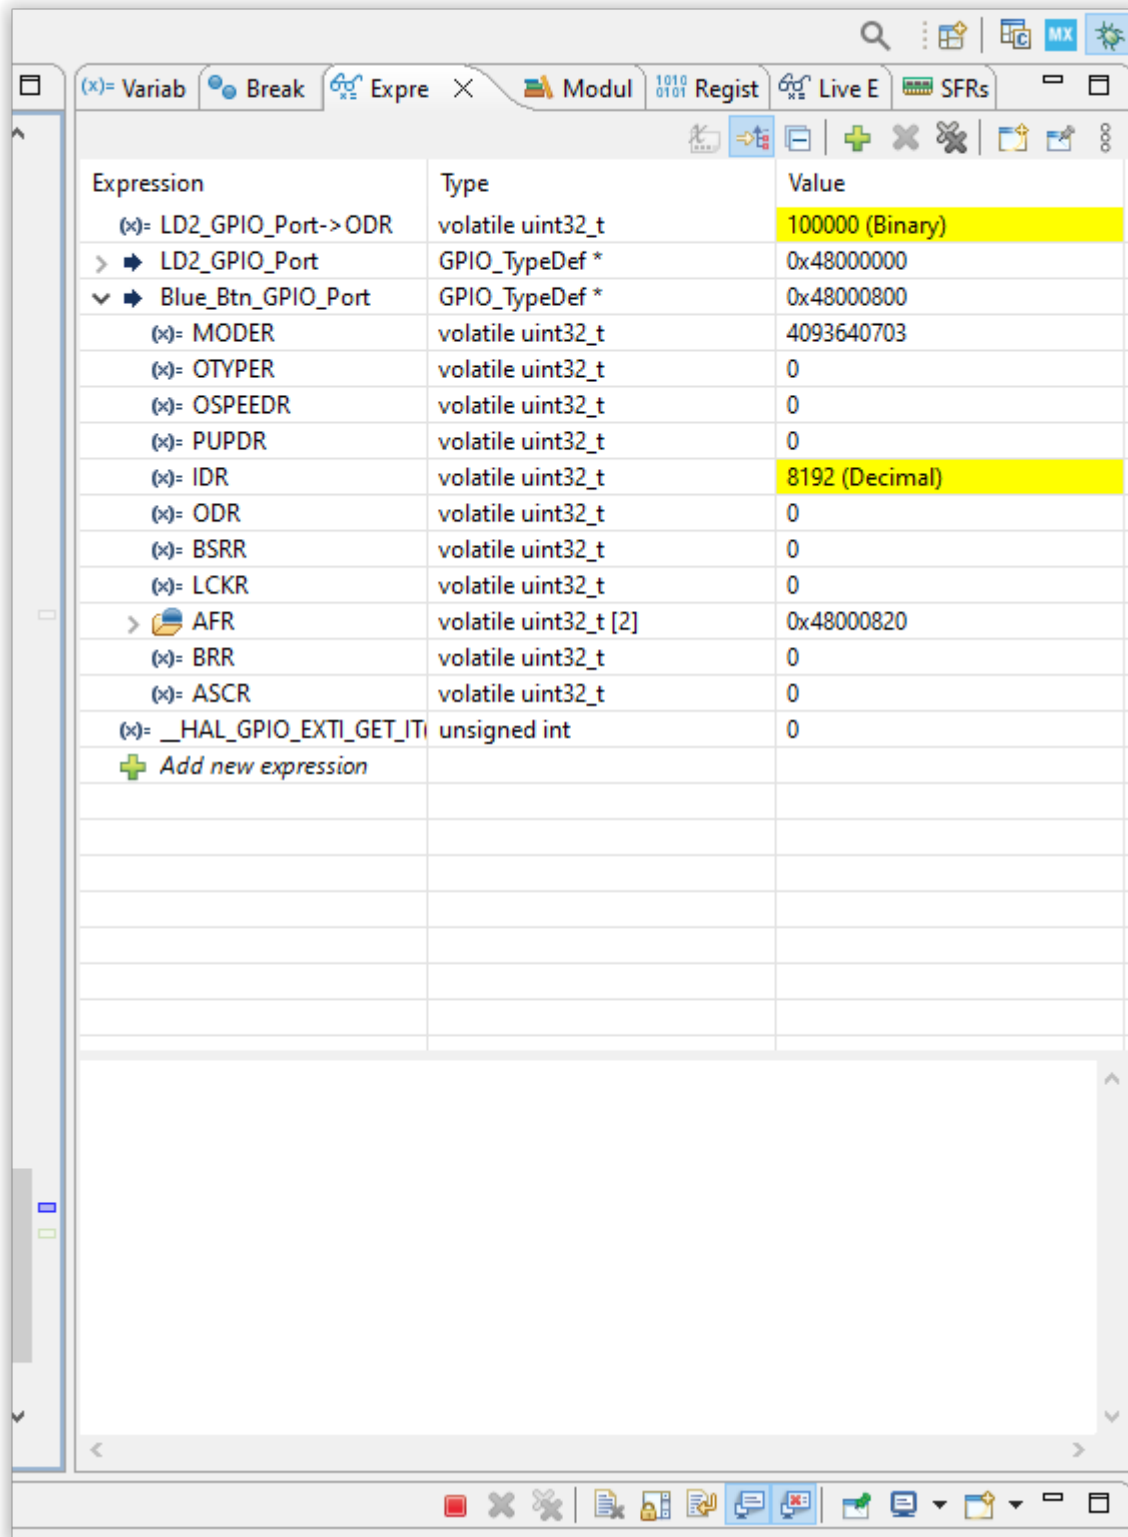 MX
(x)= Variab Break Expre Modul 1010 0101 Regist Live E SFRs
Expression Type Value
(x)= LD2_GPIO_Port->ODR volatile uint32_t 100000 (Binary)
LD2_GPIO_Port GPIO_TypeDef * 0x48000000
Blue_Btn_GPIO_Port GPIO_TypeDef * 0x48000800
(x)= MODER volatile uint32_t 4093640703
(x)= OTYPER volatile uint32_t 0
(x)= OSPEEDR volatile uint32_t 0
(x)= PUPDR volatile uint32_t 0
(x)= IDR volatile uint32_t 8192 (Decimal)
(x)= ODR volatile uint32_t 0
(x)= BSRR volatile uint32_t 0
(x)= LCKR volatile uint32_t 0
AFR volatile uint32_t [2] 0x48000820
(x)= BRR volatile uint32_t 0
(x)= ASCR volatile uint32_t 0
(x)= __HAL_GPIO_EXTI_GET_IT( unsigned int 0
Add new expression